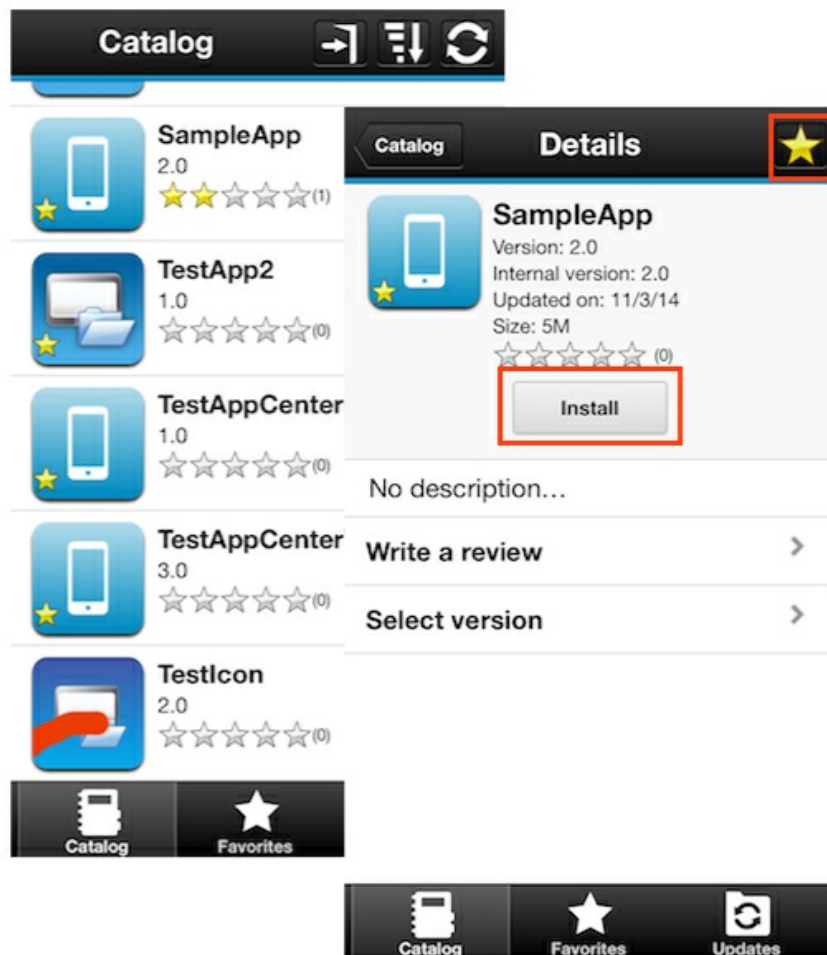 Catalog
SampleApp
2.0
(1)
TestApp2
1.0
(0)
TestAppCenter
1.0
(0)
TestAppCenter
3.0
(0)
TestIcon
2.0
(0)
Catalog Favorites
Catalog Details
SampleApp
Version: 2.0
Internal version: 2.0
Updated on: 11/3/14
Size: 5M
(0)
Install
No description...
Write a review
Select version
Catalog Favorites Updates